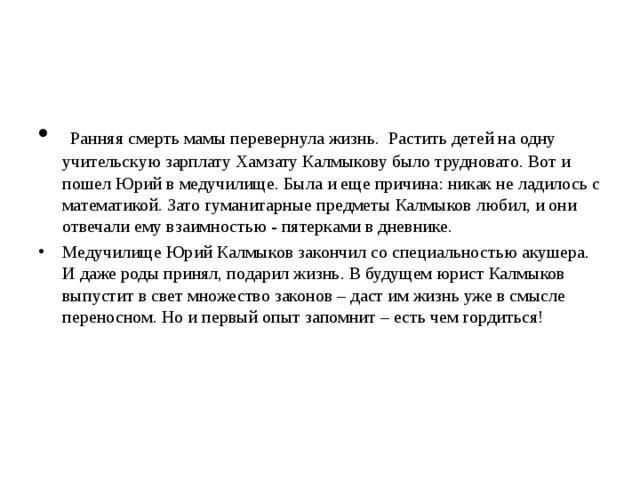 • Ранняя смерть мамы перевернула жизнь. Растить детей на одну
учительскую зарплату Хамзату Калмыкову было трудновато. Вот и
пошел Юрий в медучилище. Была и еще причина: никак не ладилось с
математикой. Зато гуманитарные предметы Калмыков любил, и они
отвечали ему взаимностью - пятерками в дневнике.
• Медучилище Юрий Калмыков закончил со специальностью акушера.
И даже роды принял, подарил жизнь. В будущем юрист Калмыков
выпустит в свет множество законов – даст им жизнь уже в смысле
переносном. Но и первый опыт запомнит – есть чем гордиться!